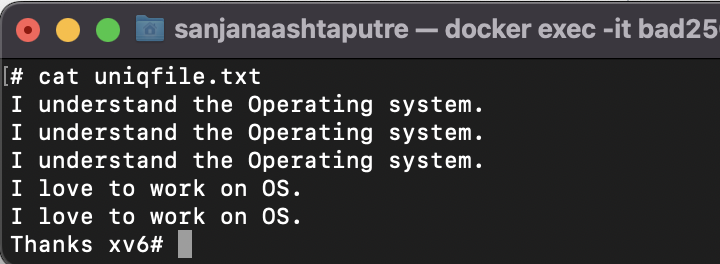 sanjanaashtaputre — docker exec -it bad25
[# cat uniqfile.txt
I understand the Operating system.
I understand the Operating system.
I understand the Operating system.
I love to work on OS.
I love to work on OS.
Thanks xv6#